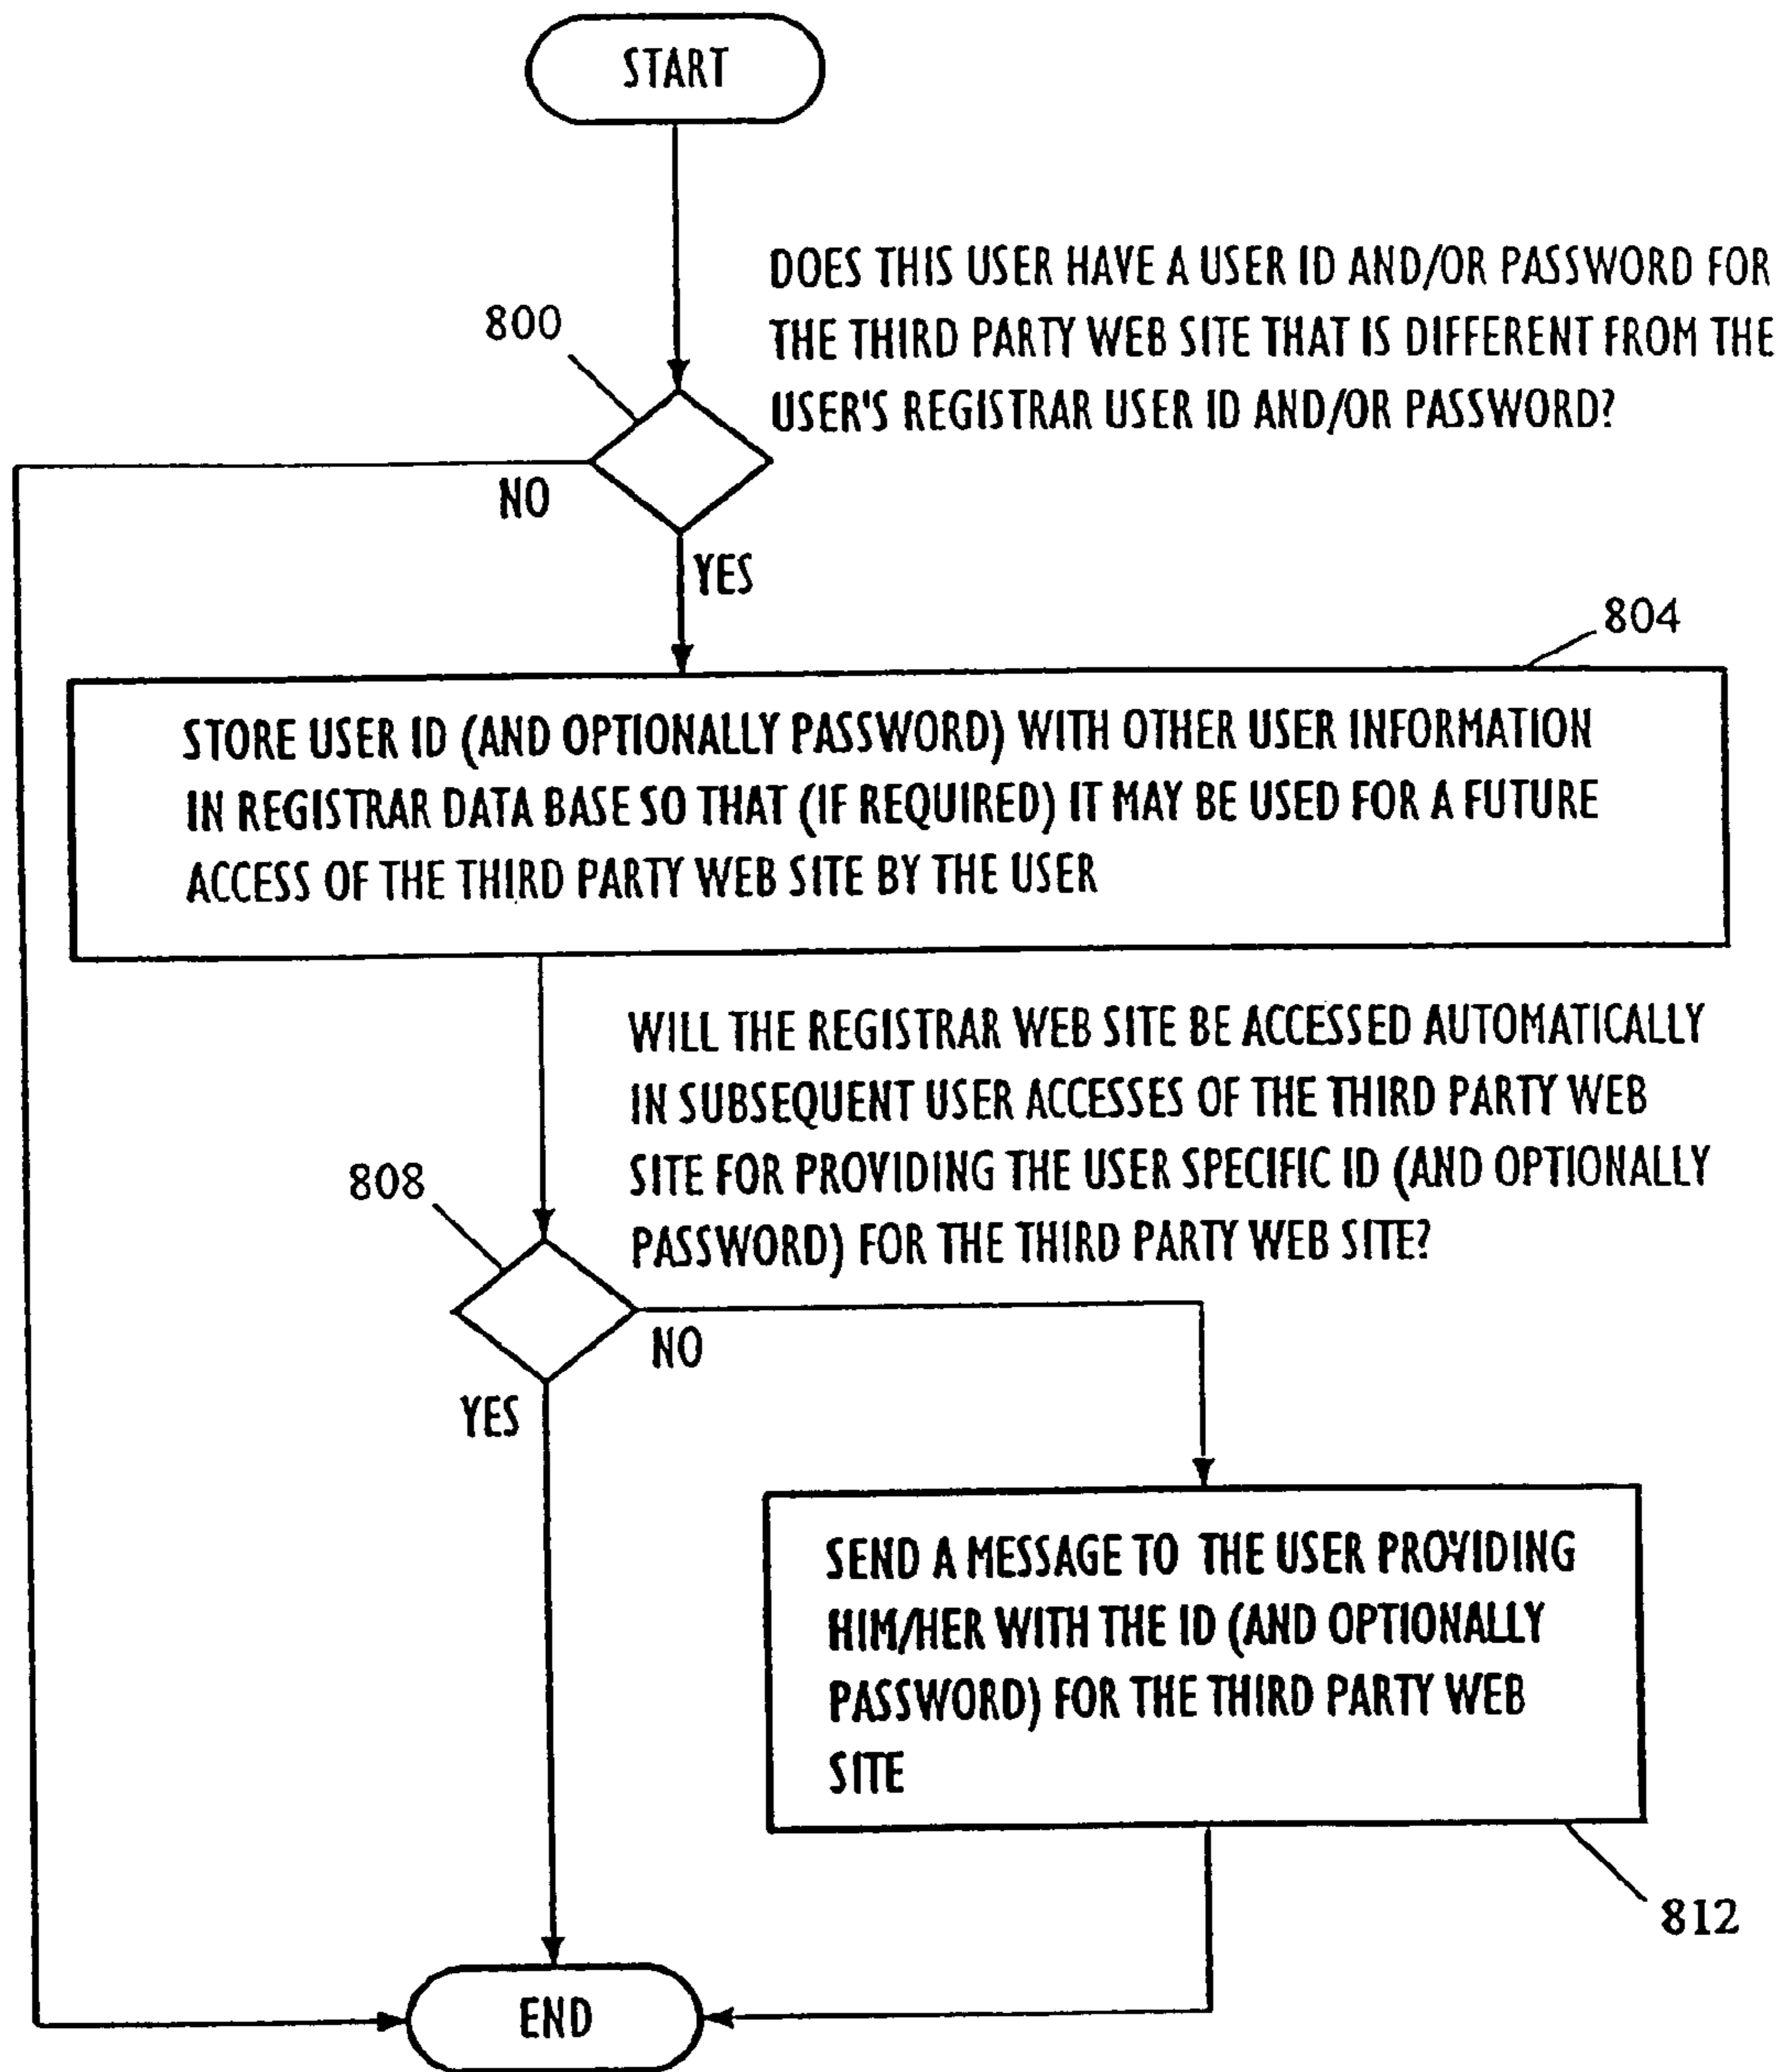 START
DOES THIS USER HAVE A USER ID AND/OR PASSWORD FOR
THE THIRD PARTY WEB SITE THAT IS DIFFERENT FROM THE
USER'S REGISTRAR USER ID AND/OR PASSWORD?
800
NO
YES
804
STORE USER ID (AND OPTIONALLY PASSWORD) WITH OTHER USER INFORMATION
IN REGISTRAR DATA BASE SO THAT (IF REQUIRED) IT MAY BE USED FOR A FUTURE
ACCESS OF THE THIRD PARTY WEB SITE BY THE USER
WILL THE REGISTRAR WEB SITE BE ACCESSED AUTOMATICALLY
IN SUBSEQUENT USER ACCESSES OF THE THIRD PARTY WEB
SITE FOR PROVIDING THE USER SPECIFIC ID (AND OPTIONALLY
PASSWORD) FOR THE THIRD PARTY WEB SITE?
808
NO
YES
SEND A MESSAGE TO THE USER PROVIDING
HIM/HER WITH THE ID (AND OPTIONALLY
PASSWORD) FOR THE THIRD PARTY WEB
SITE
812
END